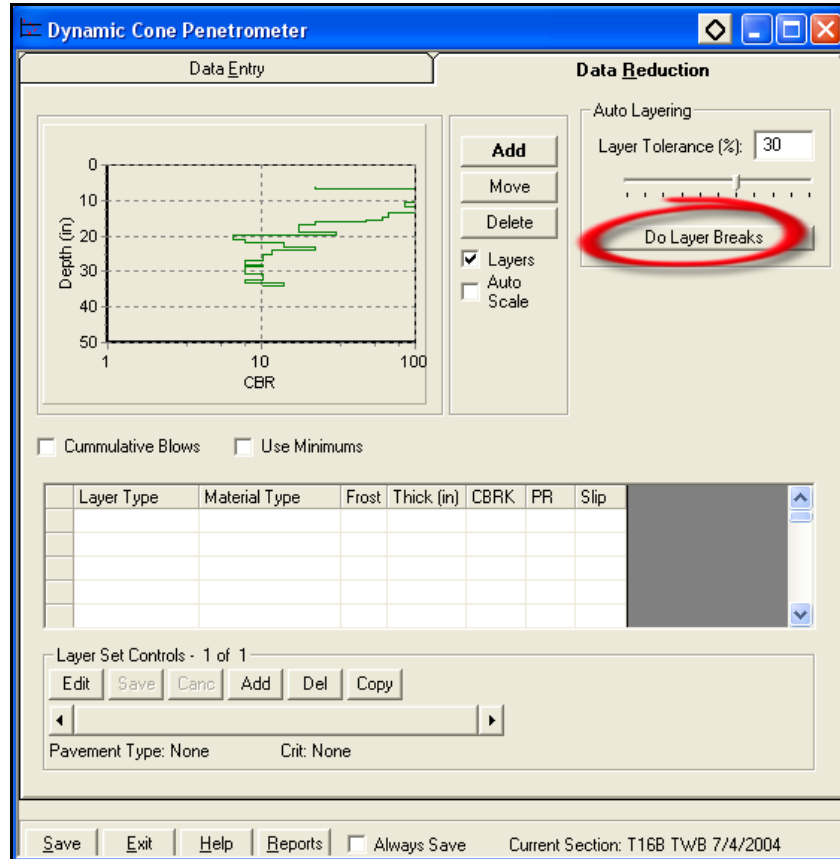 Dynamic Cone Penetrometer
Data Entry
Data Reduction
Auto Layering
Layer Tolerance (%): 30
Do Layer Breaks
Add
Move
Delete
Layers
Auto
Scale
0
10
20
30
40
50
Depth (in)
1 10 100
CBR
Cummulative Blows
Use Minimums
Layer Type Material Type Frost Thick (in) CBRK PR Slip
Layer Set Controls - 1 of 1
Edit Save Canc Add Del Copy
Pavement Type: None Crit: None
Save Exit Help Reports Always Save Current Section: T16B TWB 7/4/2004